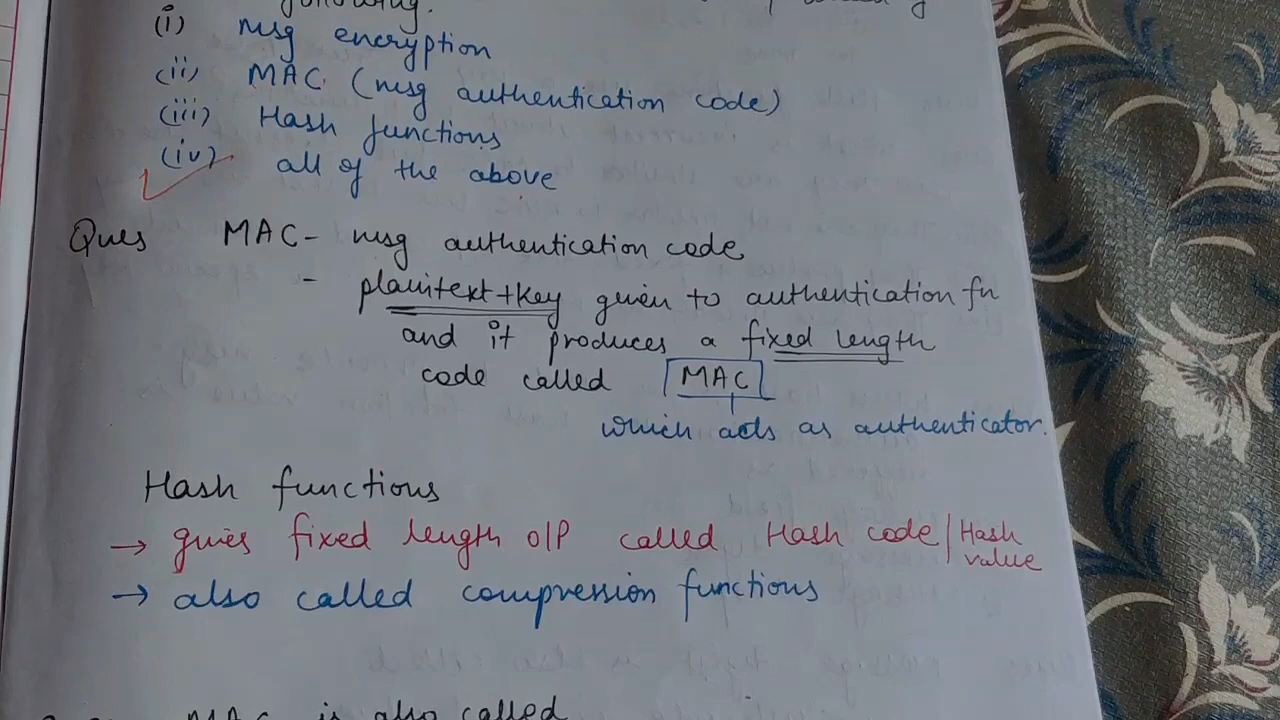 following.
(i) msg encryption
(ii) MAC (msg authentication code)
(iii) Hash functions
(iv) all of the above
Ques MAC - msg authentication code
- plaintext + key given to authentication fn
and it produces a fixed length
code called MAC
which acts as authenticator.
Hash functions
→ gives fixed length O/P called Hash code / Hash value
→ also called compression functions
MAC is also called